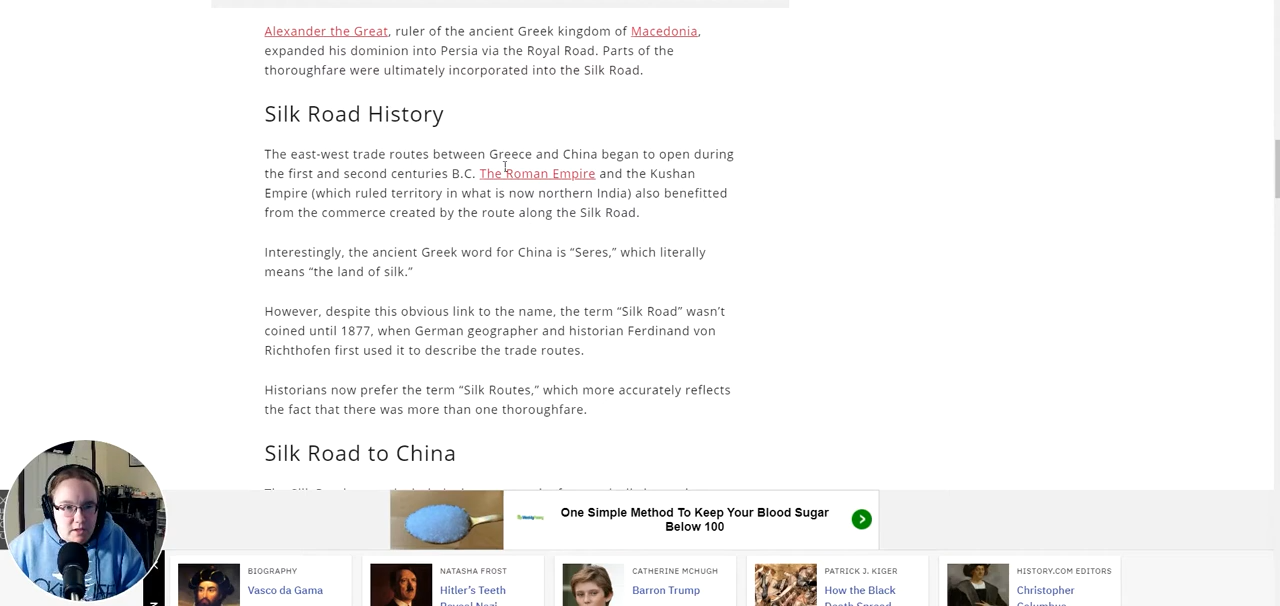 Alexander the Great, ruler of the ancient Greek kingdom of Macedonia,
expanded his dominion into Persia via the Royal Road. Parts of the
thoroughfare were ultimately incorporated into the Silk Road.
Silk Road History
The east-west trade routes between Greece and China began to open during
the first and second centuries B.C. The Roman Empire and the Kushan
Empire (which ruled territory in what is now northern India) also benefitted
from the commerce created by the route along the Silk Road.
Interestingly, the ancient Greek word for China is “Seres,” which literally
means “the land of silk.”
However, despite this obvious link to the name, the term “Silk Road” wasn’t
coined until 1877, when German geographer and historian Ferdinand von
Richthofen first used it to describe the trade routes.
Historians now prefer the term “Silk Routes,” which more accurately reflects
the fact that there was more than one thoroughfare.
Silk Road to China
One Simple Method To Keep Your Blood Sugar
Below 100
BIOGRAPHY
Vasco da Gama
NATASHA FROST
Hitler’s Teeth
Reveal Nazi
CATHERINE MCHUGH
Barron Trump
PATRICK J. KIGER
How the Black
Death Spread
HISTORY.COM EDITORS
Christopher
Columbus